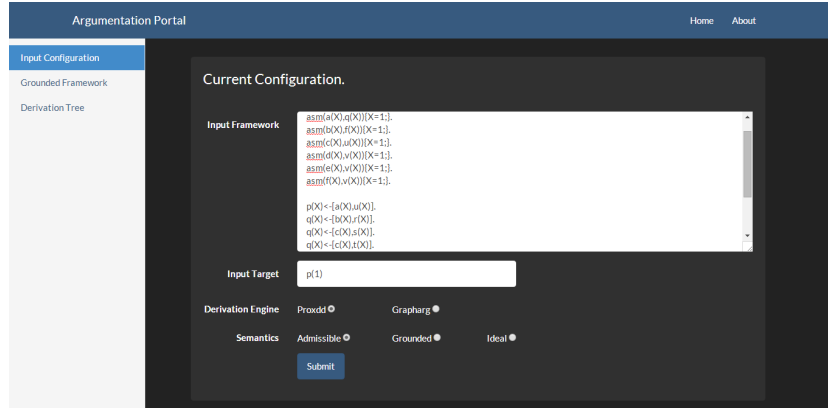 Argumentation Portal Home About
Input Configuration
Grounded Framework
Derivation Tree
Current Configuration.
Input Framework
asm(a(X),q(X)){X=1;}.
asm(b(X),f(X)){X=1;}.
asm(c(X),u(X)){X=1;}.
asm(d(X),v(X)){X=1;}.
asm(e(X),v(X)){X=1;}.
asm(f(X),v(X)){X=1;}.
p(X)<-[a(X),u(X)].
q(X)<-[b(X),r(X)].
q(X)<-[c(X),s(X)].
q(X)<-[c(X),t(X)].
Input Target p(1)
Derivation Engine Proxdd Grapharg
Semantics Admissible Grounded Ideal
Submit